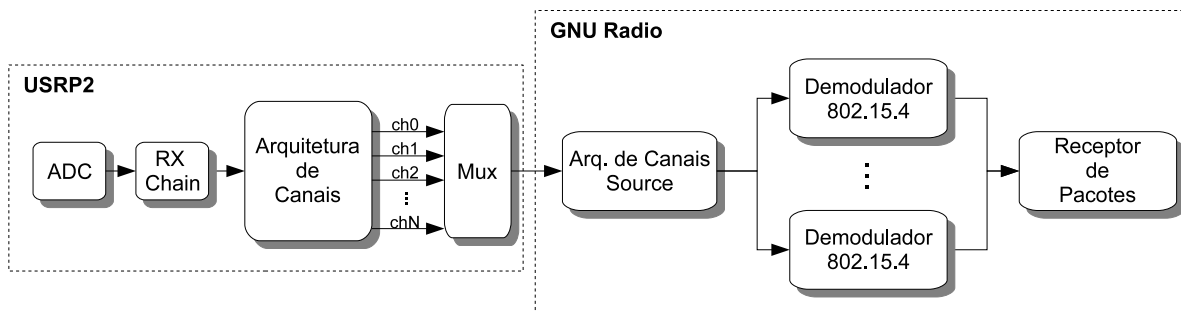 USRP2
ADC
RX
Chain
Arquitetura
de
Canais
ch0
ch1
ch2
chN
Mux
GNU Radio
Arq. de Canais
Source
Demodulador
802.15.4
Demodulador
802.15.4
Receptor
de
Pacotes